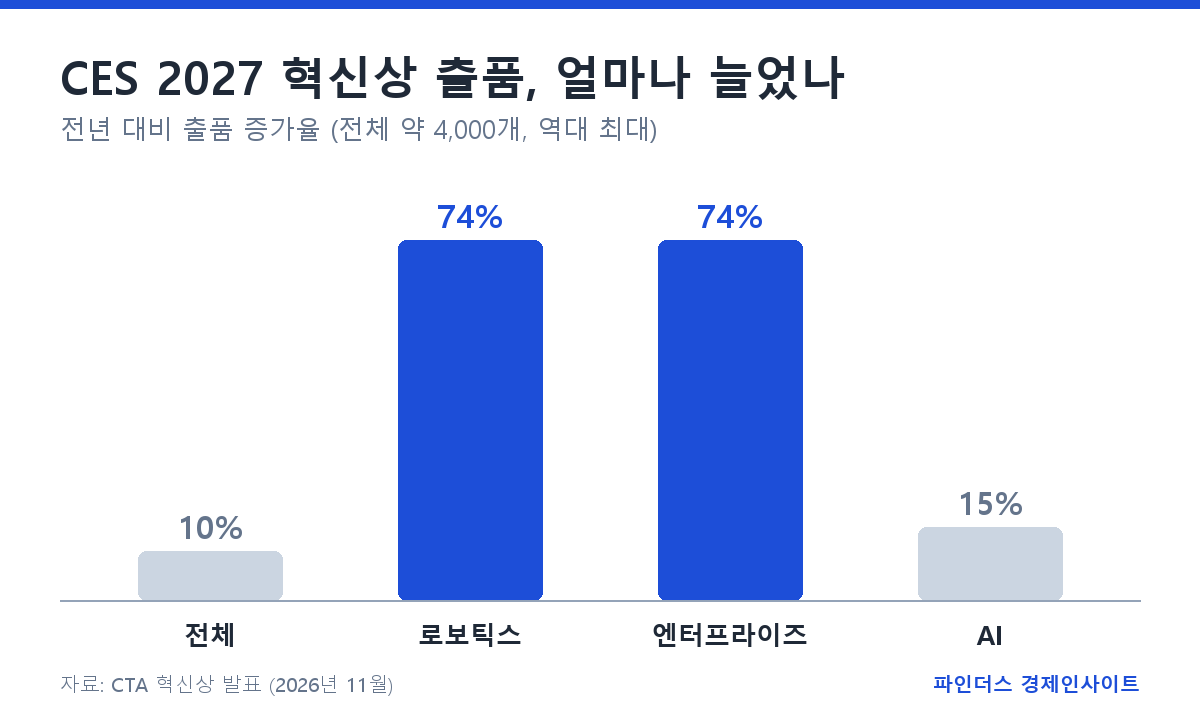 CES 2027 혁신상 출품, 얼마나 늘었나
전년 대비 출품 증가율 (전체 약 4,000개, 역대 최대)
74%
74%
15%
10%
전체
로보틱스
엔터프라이즈
AI
자료: CTA 혁신상 발표 (2026년 11월)
파인더스 경제인사이트